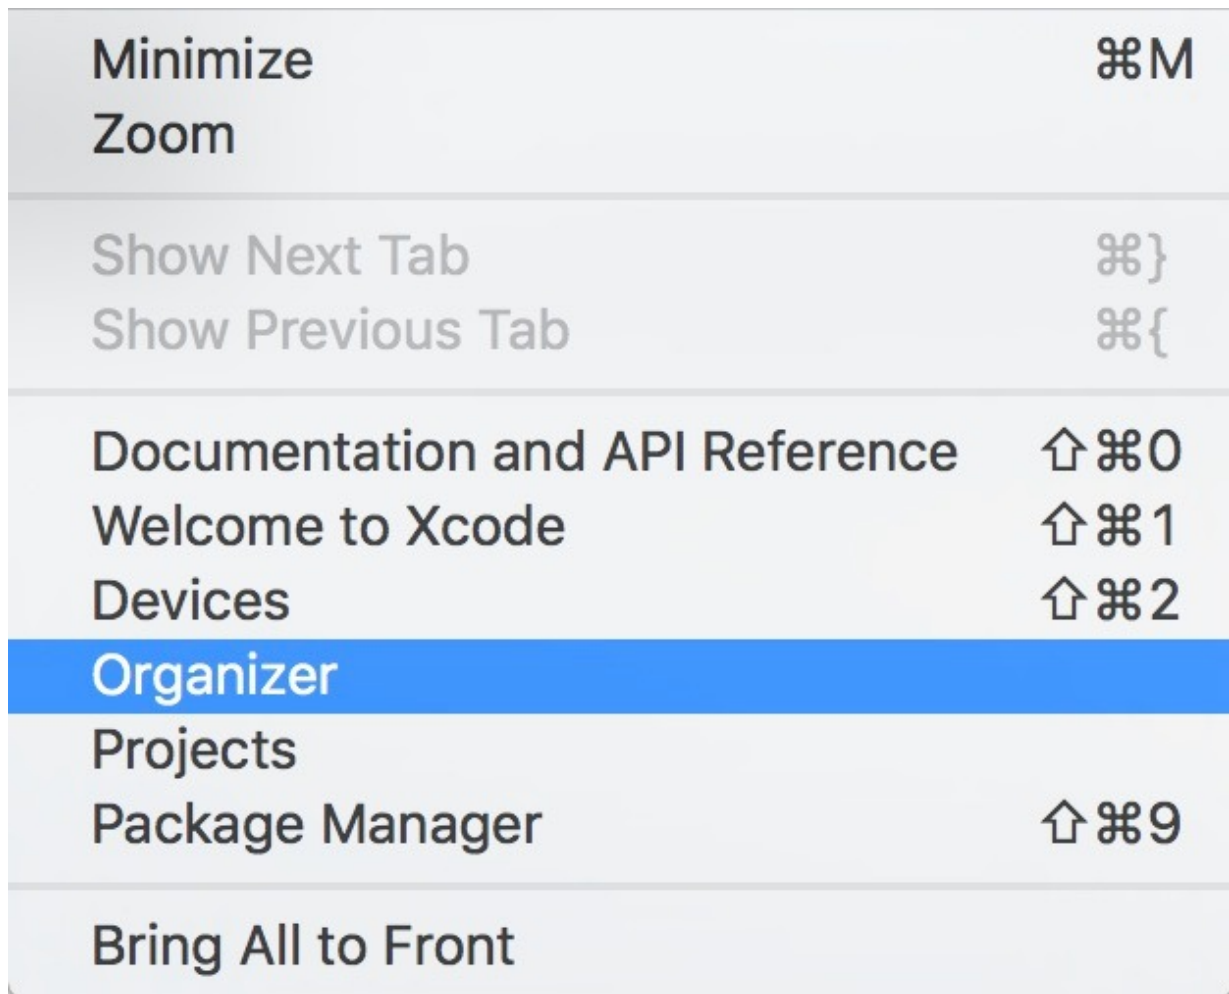 Minimize ⌘M
Zoom
Show Next Tab ⌘}
Show Previous Tab ⌘{
Documentation and API Reference ⇧⌘0
Welcome to Xcode ⇧⌘1
Devices ⇧⌘2
Organizer
Projects
Package Manager ⇧⌘9
Bring All to Front